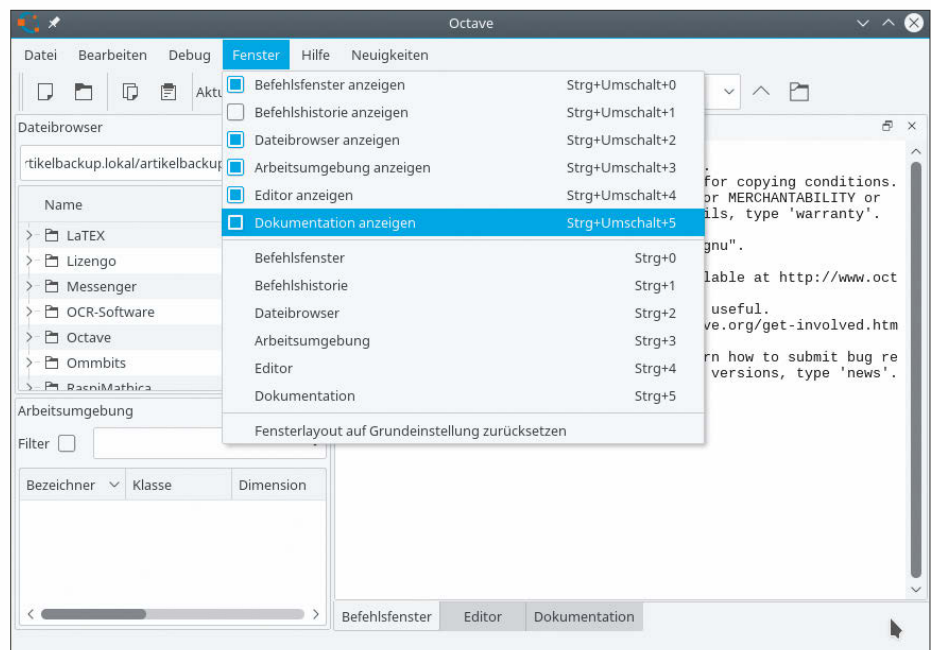 Octave
Datei Bearbeiten Debug Fenster Hilfe Neuigkeiten
Aktu
Dateibrowser
rtikelbackup.lokal/artikelbackup
Name
LaTEX
Lizengo
Messenger
OCR-Software
Octave
Ommbits
RaspiMathica
Arbeitsumgebung
Filter
Bezeichner Klasse Dimension
Befehlsfenster anzeigen Strg+Umschalt+0
Befehlshistorie anzeigen Strg+Umschalt+1
Dateibrowser anzeigen Strg+Umschalt+2
Arbeitsumgebung anzeigen Strg+Umschalt+3
Editor anzeigen Strg+Umschalt+4
Dokumentation anzeigen Strg+Umschalt+5
Befehlsfenster Strg+0
Befehlshistorie Strg+1
Dateibrowser Strg+2
Arbeitsumgebung Strg+3
Editor Strg+4
Dokumentation Strg+5
Fensterlayout auf Grundeinstellung zurücksetzen
.
for copying conditions.
or MERCHANTABILITY or
ils, type 'warranty'.
gnu".
lable at http://www.oct
useful.
ve.org/get-involved.htm
rn how to submit bug re
versions, type 'news'.
Befehlsfenster Editor Dokumentation